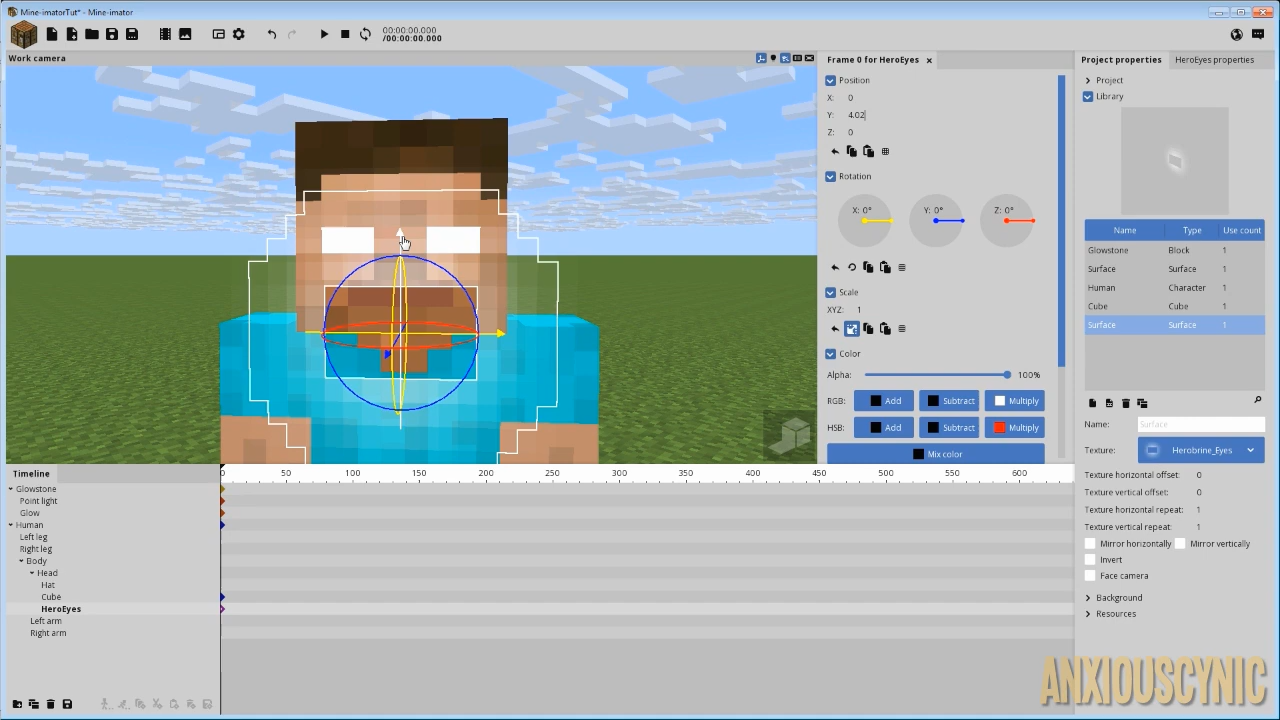 Mine-imatorTut* - Mine-imator
00:00:00.000
/00:00:00.000
Work camera
Frame 0 for HeroEyes
Position
X: 0
Y: 4.02
Z: 0
Rotation
X: 0° Y: 0° Z: 0°
Scale
XYZ: 1
Color
Alpha: 100%
RGB: Add Subtract Multiply
HSB: Add Subtract Multiply
Mix color
Project properties HeroEyes properties
Project
Library
Name Type Use count
Glowstone Block 1
Surface Surface 1
Human Character 1
Cube Cube 1
Surface Surface 1
Name: Surface
Texture: Herobrine_Eyes
Texture horizontal offset: 0
Texture vertical offset: 0
Texture horizontal repeat: 1
Texture vertical repeat: 1
Mirror horizontally Mirror vertically
Invert
Face camera
Background
Resources
Timeline
0 50 100 150 200 250 300 350 400 450 500 550 600
Glowstone
Point light
Glow
Human
Left leg
Right leg
Body
Head
Hat
Cube
HeroEyes
Left arm
Right arm
ANXIOUSCYNIC